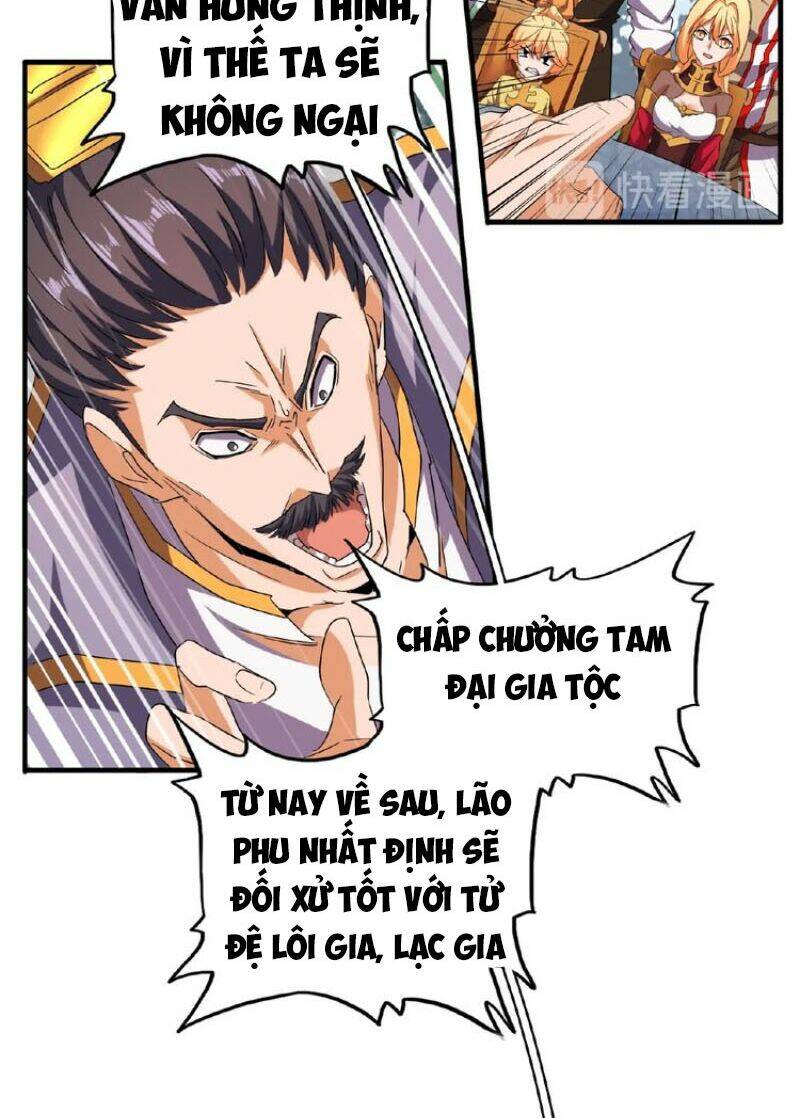 VẪN HƯNG THỊNH,
VÌ THẾ TA SẼ
KHÔNG NGẠI
快看漫画
CHẤP CHƯỞNG TAM
ĐẠI GIA TỘC
TỪ NAY VỀ SAU, LÃO
PHU NHẤT ĐỊNH SẼ
ĐỐI XỬ TỐT VỚI TỬ
ĐỆ LÔI GIA, LẠC GIA